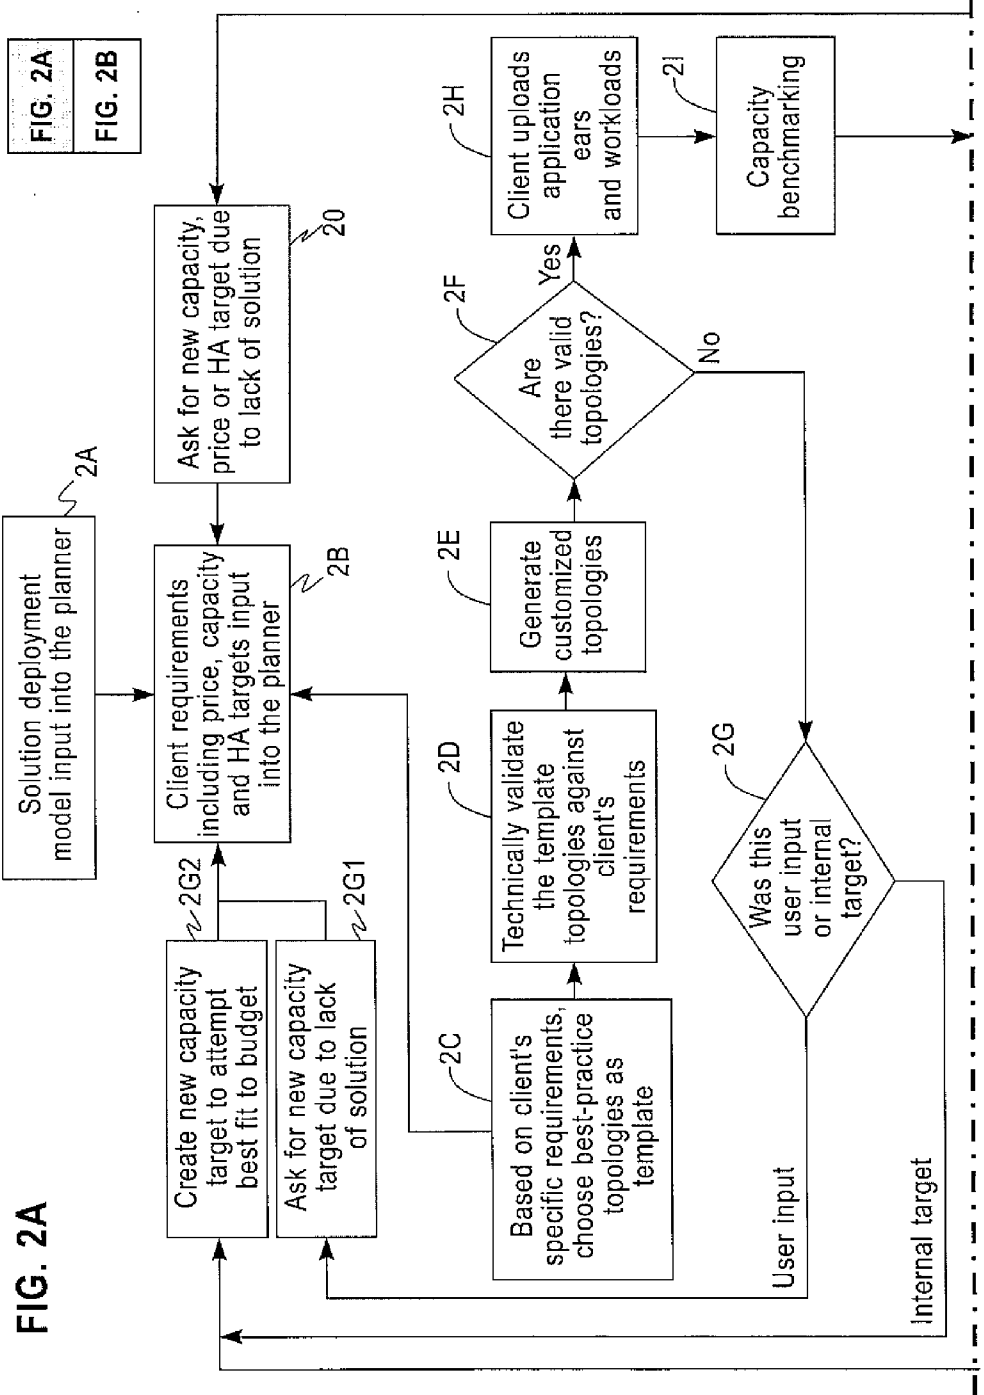 FIG. 2A
FIG. 2A
FIG. 2B
Solution deployment
model input into the planner
2A
Create new capacity
target to attempt
best fit to budget
2G2
Ask for new capacity
target due to lack
of solution
2G1
Client requirements
including price, capacity
and HA targets input
into the planner
2B
Ask for new capacity,
price or HA target due
to lack of solution
20
Based on client's
specific requirements,
choose best-practice
topologies as
template
2C
Technically validate
the template
topologies against
client's
requirements
2D
Generate
customized
topologies
2E
Are
there valid
topologies?
2F
Yes
No
Client uploads
application
ears
and workloads
2H
Capacity
benchmarking
2I
Was this
user input
or internal
target?
2G
User input
Internal target